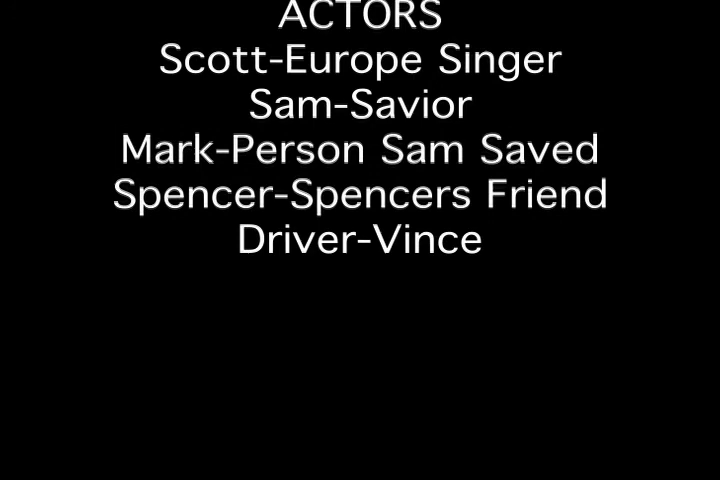 ACTORS
Scott-Europe Singer
Sam-Savior
Mark-Person Sam Saved
Spencer-Spencers Friend
Driver-Vince